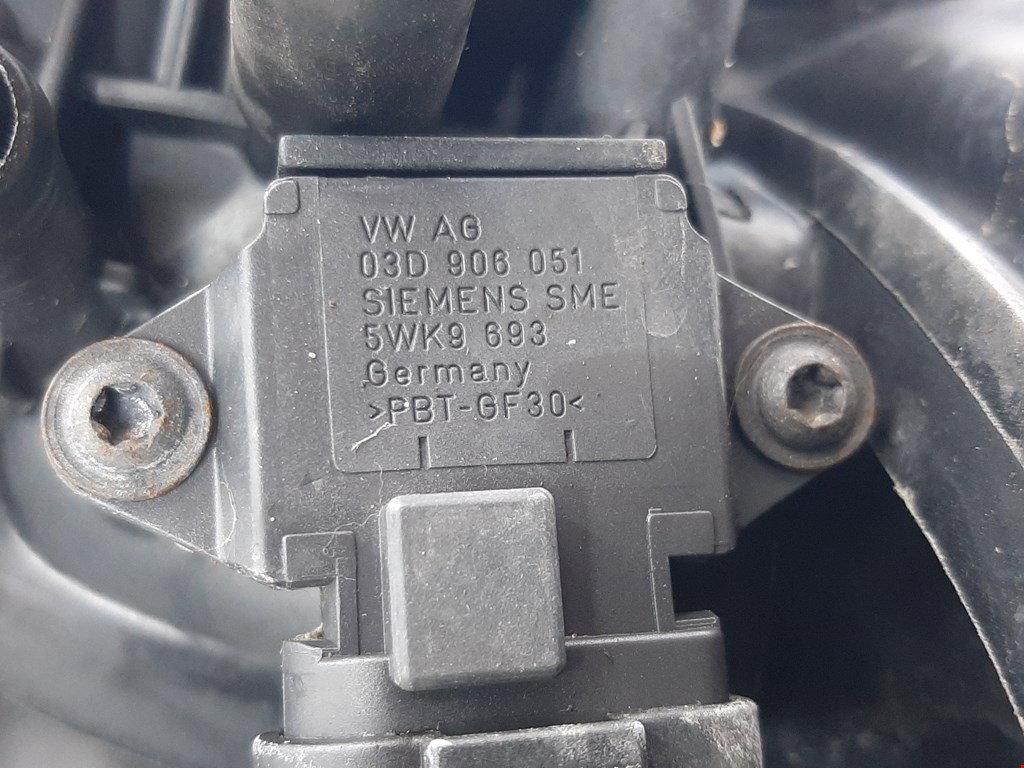 VW AG
03D 906 051
SIEMENS SME
5WK9 693
Germany
>PBT-GF30<